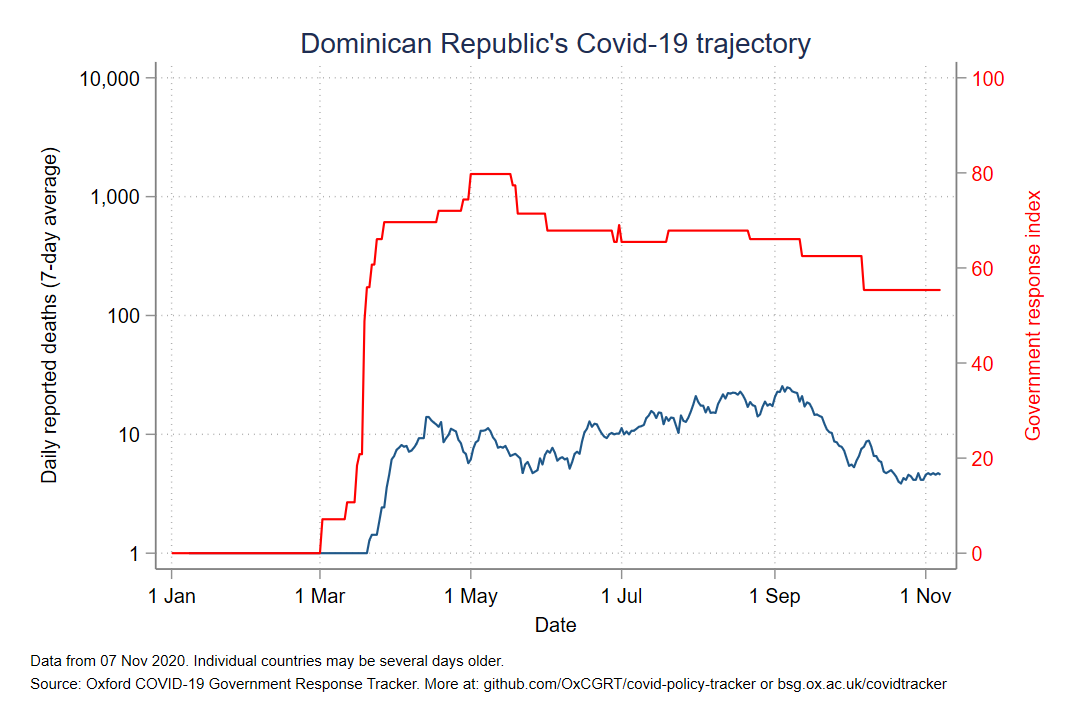 Dominican Republic's Covid-19 trajectory
10,000
1,000
100
10
1
Daily reported deaths (7-day average)
100
80
60
40
20
0
Government response index
1 Jan
1 Mar
1 May
1 Jul
1 Sep
1 Nov
Date
Data from 07 Nov 2020. Individual countries may be several days older.
Source: Oxford COVID-19 Government Response Tracker. More at: github.com/OxCGRT/covid-policy-tracker or bsg.ox.ac.uk/covidtracker